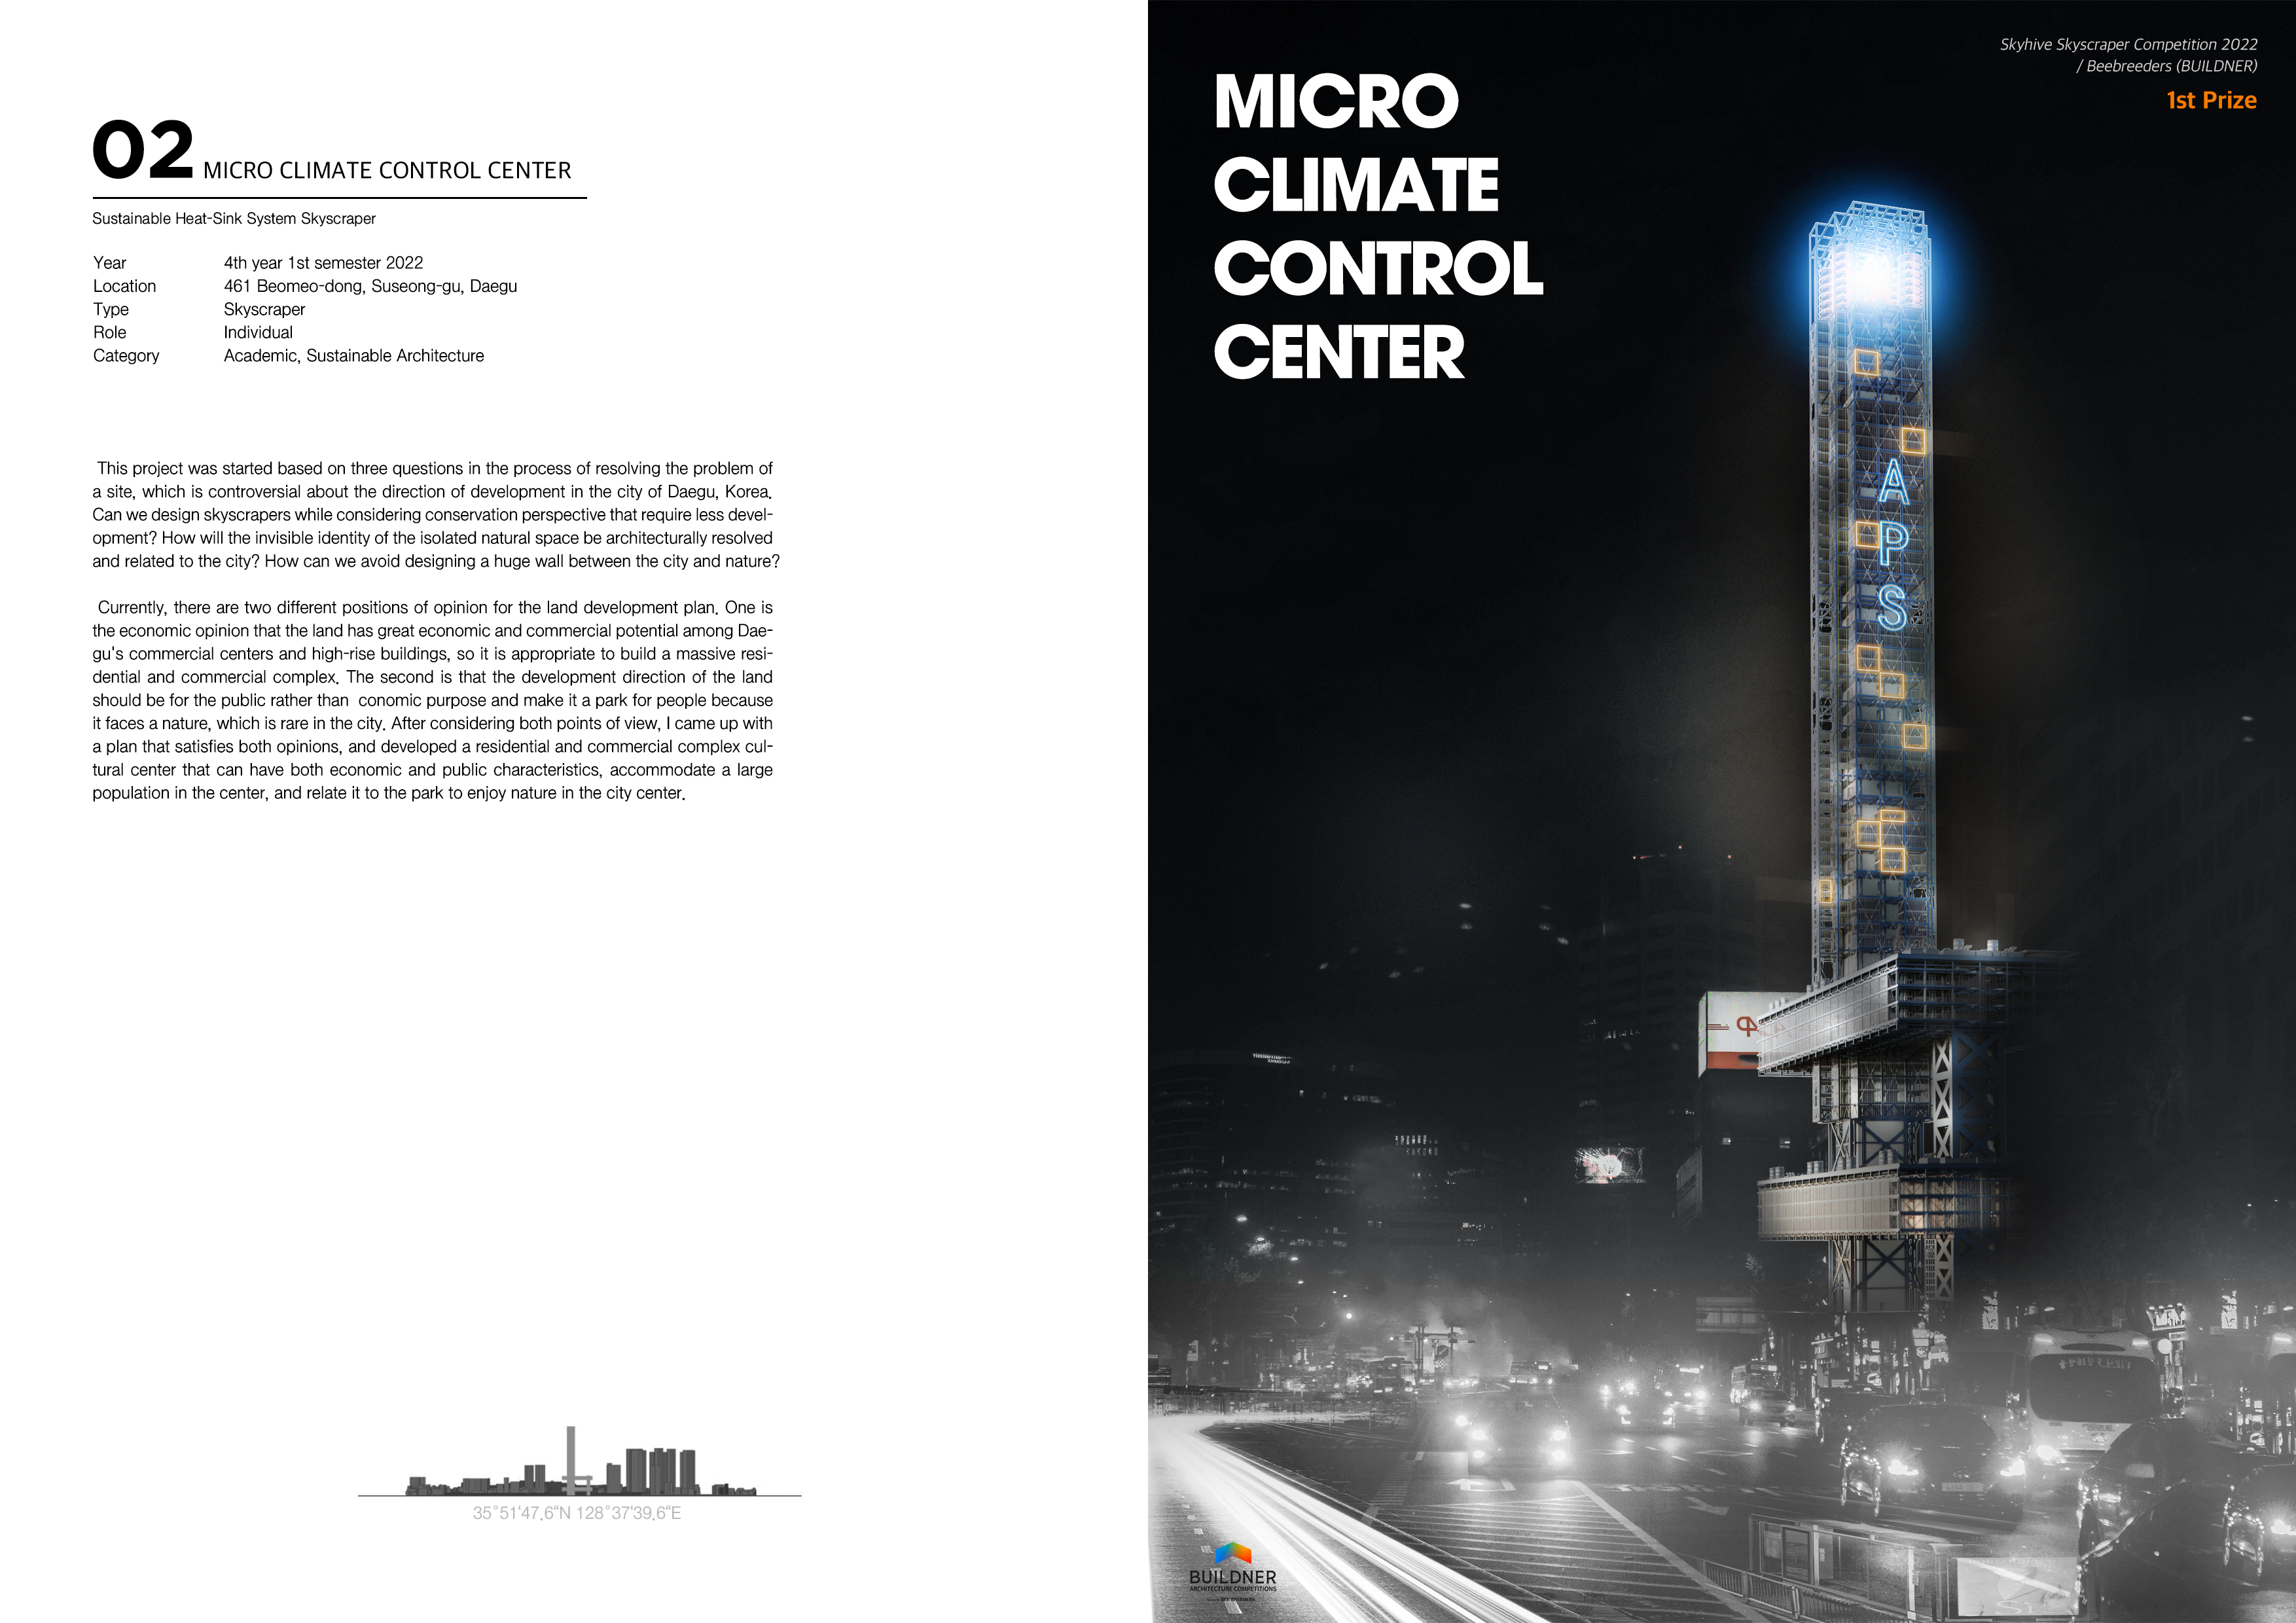 02 MICRO CLIMATE CONTROL CENTER
Sustainable Heat-Sink System Skyscraper
Year 4th year 1st semester 2022
Location 461 Beomeo-dong, Suseong-gu, Daegu
Type Skyscraper
Role Individual
Category Academic, Sustainable Architecture
This project was started based on three questions in the process of resolving the problem of
a site, which is controversial about the direction of development in the city of Daegu, Korea.
Can we design skyscrapers while considering conservation perspective that require less devel-
opment? How will the invisible identity of the isolated natural space be architecturally resolved
and related to the city? How can we avoid designing a huge wall between the city and nature?
Currently, there are two different positions of opinion for the land development plan. One is
the economic opinion that the land has great economic and commercial potential among Dae-
gu's commercial centers and high-rise buildings, so it is appropriate to build a massive resi-
dential and commercial complex. The second is that the development direction of the land
should be for the public rather than  conomic purpose and make it a park for people because
it faces a nature, which is rare in the city. After considering both points of view, I came up with
a plan that satisfies both opinions, and developed a residential and commercial complex cul-
tural center that can have both economic and public characteristics, accommodate a large
population in the center, and relate it to the park to enjoy nature in the city center.
35°51'47.6"N 128°37'39.6"E
Skyhive Skyscraper Competition 2022
/ Beebreeders (BUILDNER)
1st Prize
MICRO
CLIMATE
CONTROL
CENTER
A
P
S
BUILDNER
ARCHITECTURE COMPETITIONS